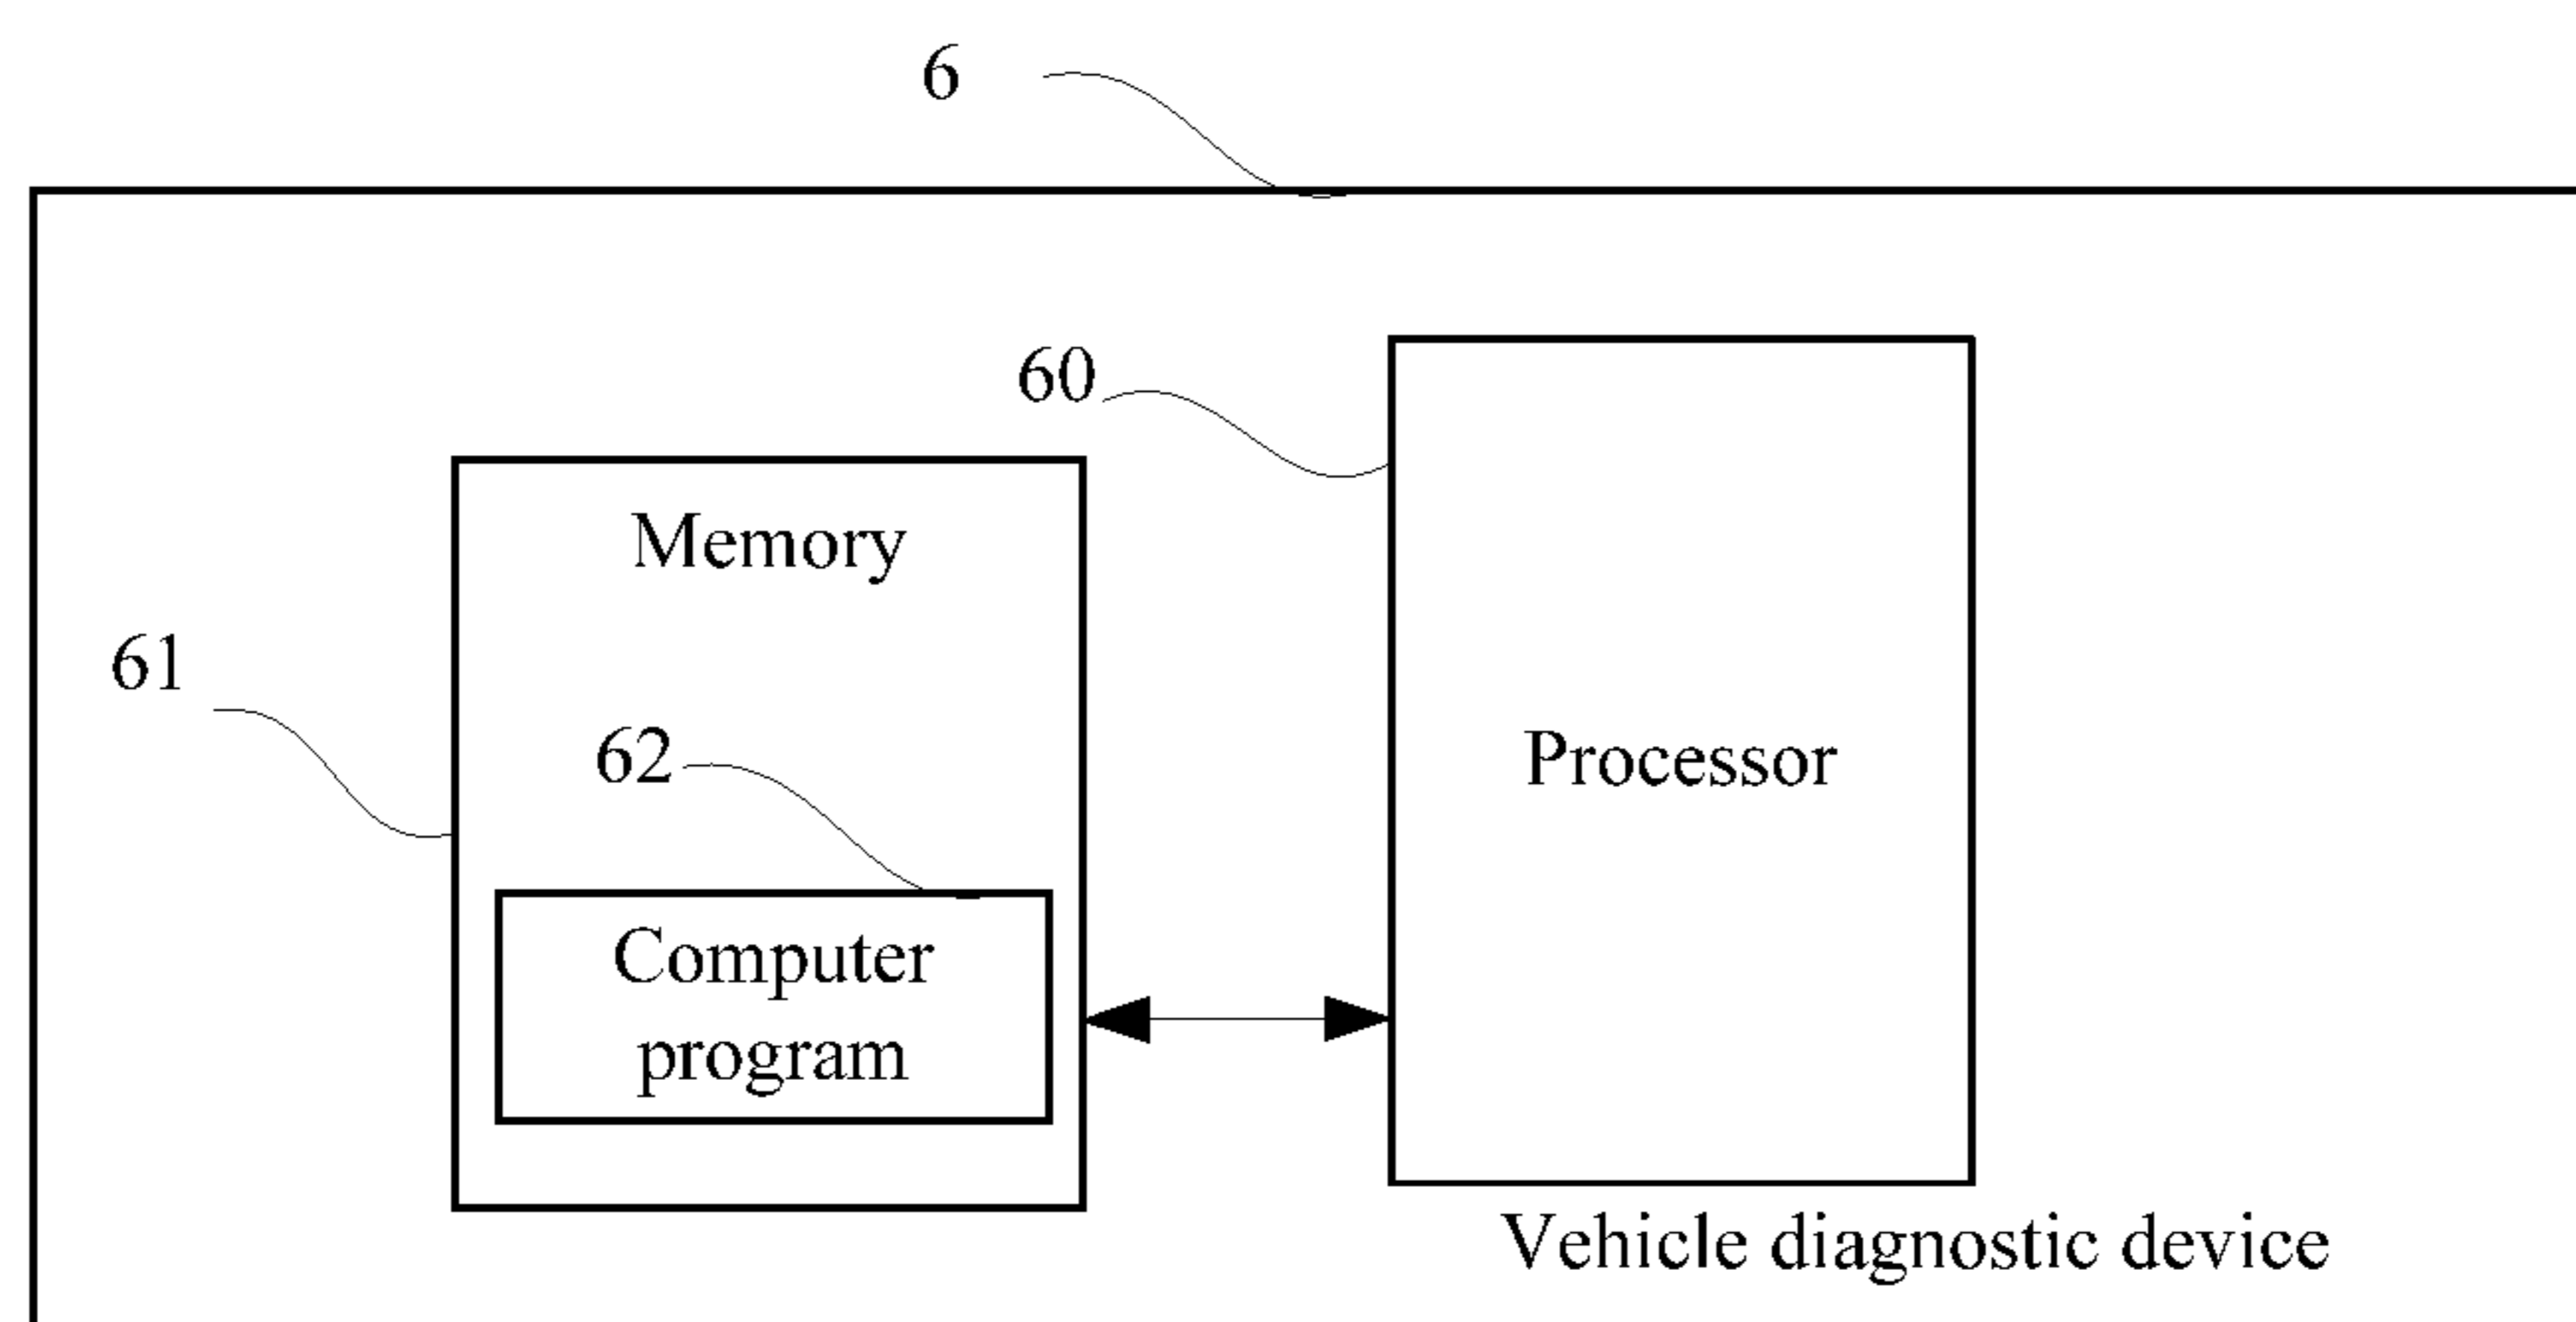 6
60
Memory
61
62
Processor
Computer
program
Vehicle diagnostic device